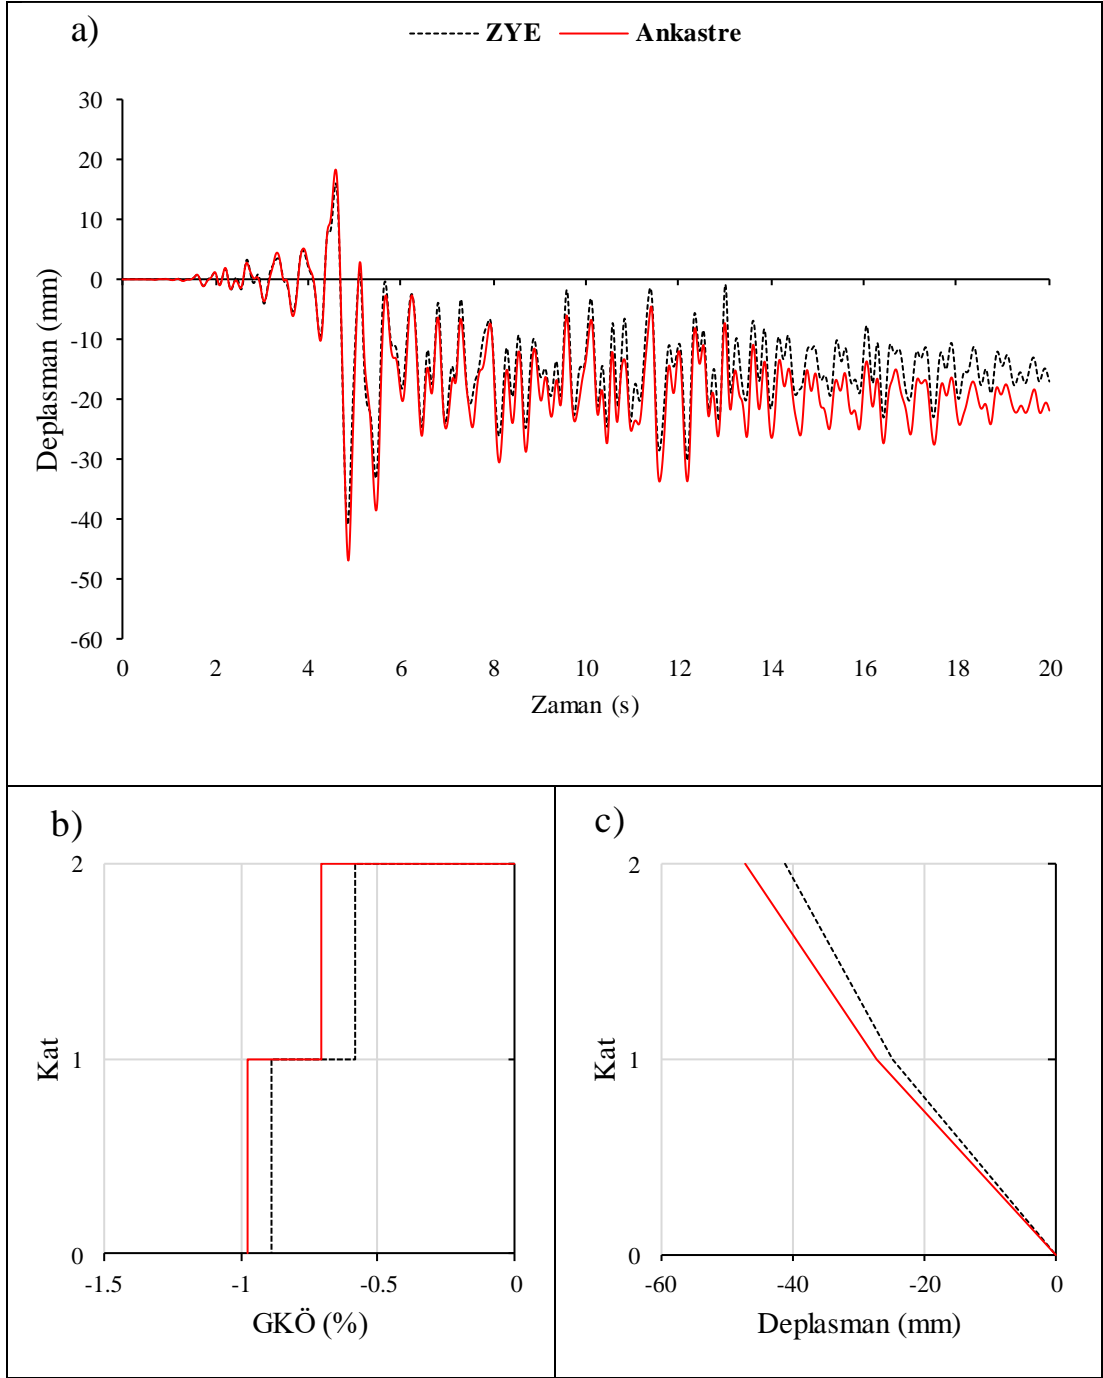 a)
ZYE Ankastre
30
20
10
0
-10
-20
-30
-40
-50
-60
Deplasman (mm)
0 2 4 6 8 10 12 14 16 18 20
Zaman (s)
b)
2
1
0
Kat
-1.5 -1 -0.5 0
GKÖ (%)
c)
2
1
0
Kat
-60 -40 -20 0
Deplasman (mm)